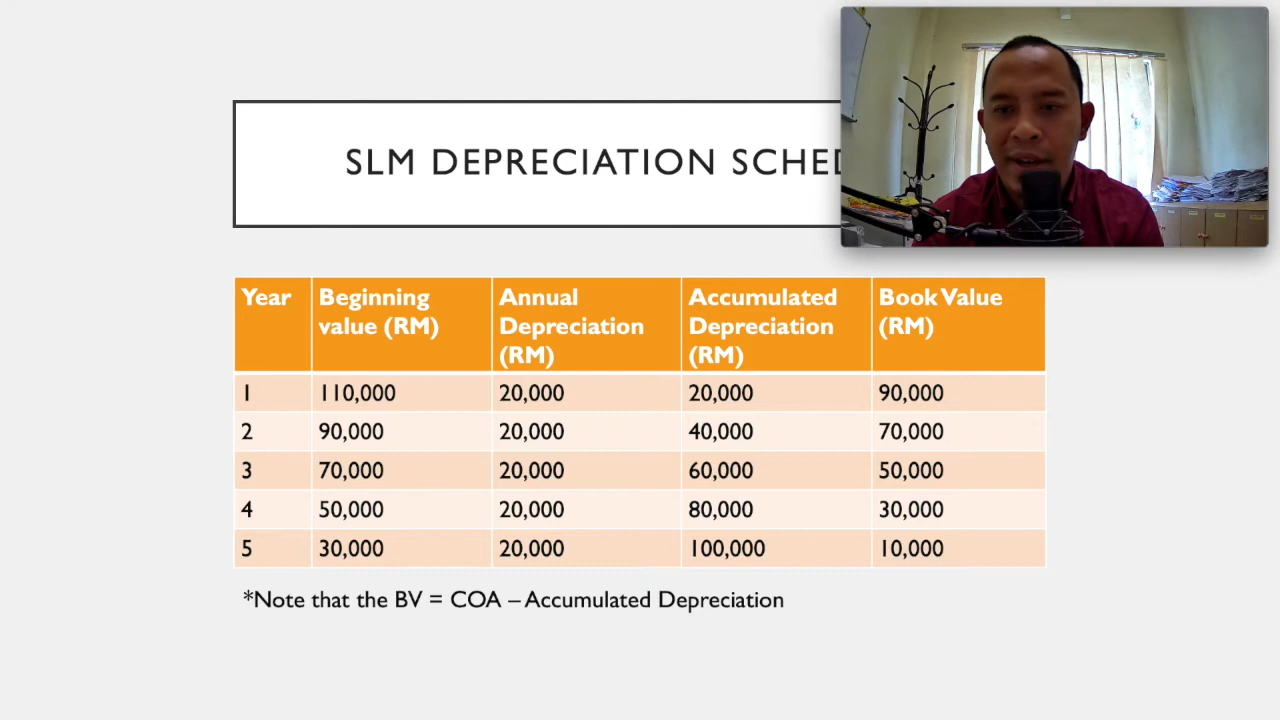 SLM DEPRECIATION
Year Beginning value (RM) Annual Depreciation (RM) Accumulated Depreciation (RM) Book Value (RM)
1 110,000 20,000 20,000 90,000
2 90,000 20,000 40,000 70,000
3 70,000 20,000 60,000 50,000
4 50,000 20,000 80,000 30,000
5 30,000 20,000 100,000 10,000
*Note that the BV = COA – Accumulated Depreciation